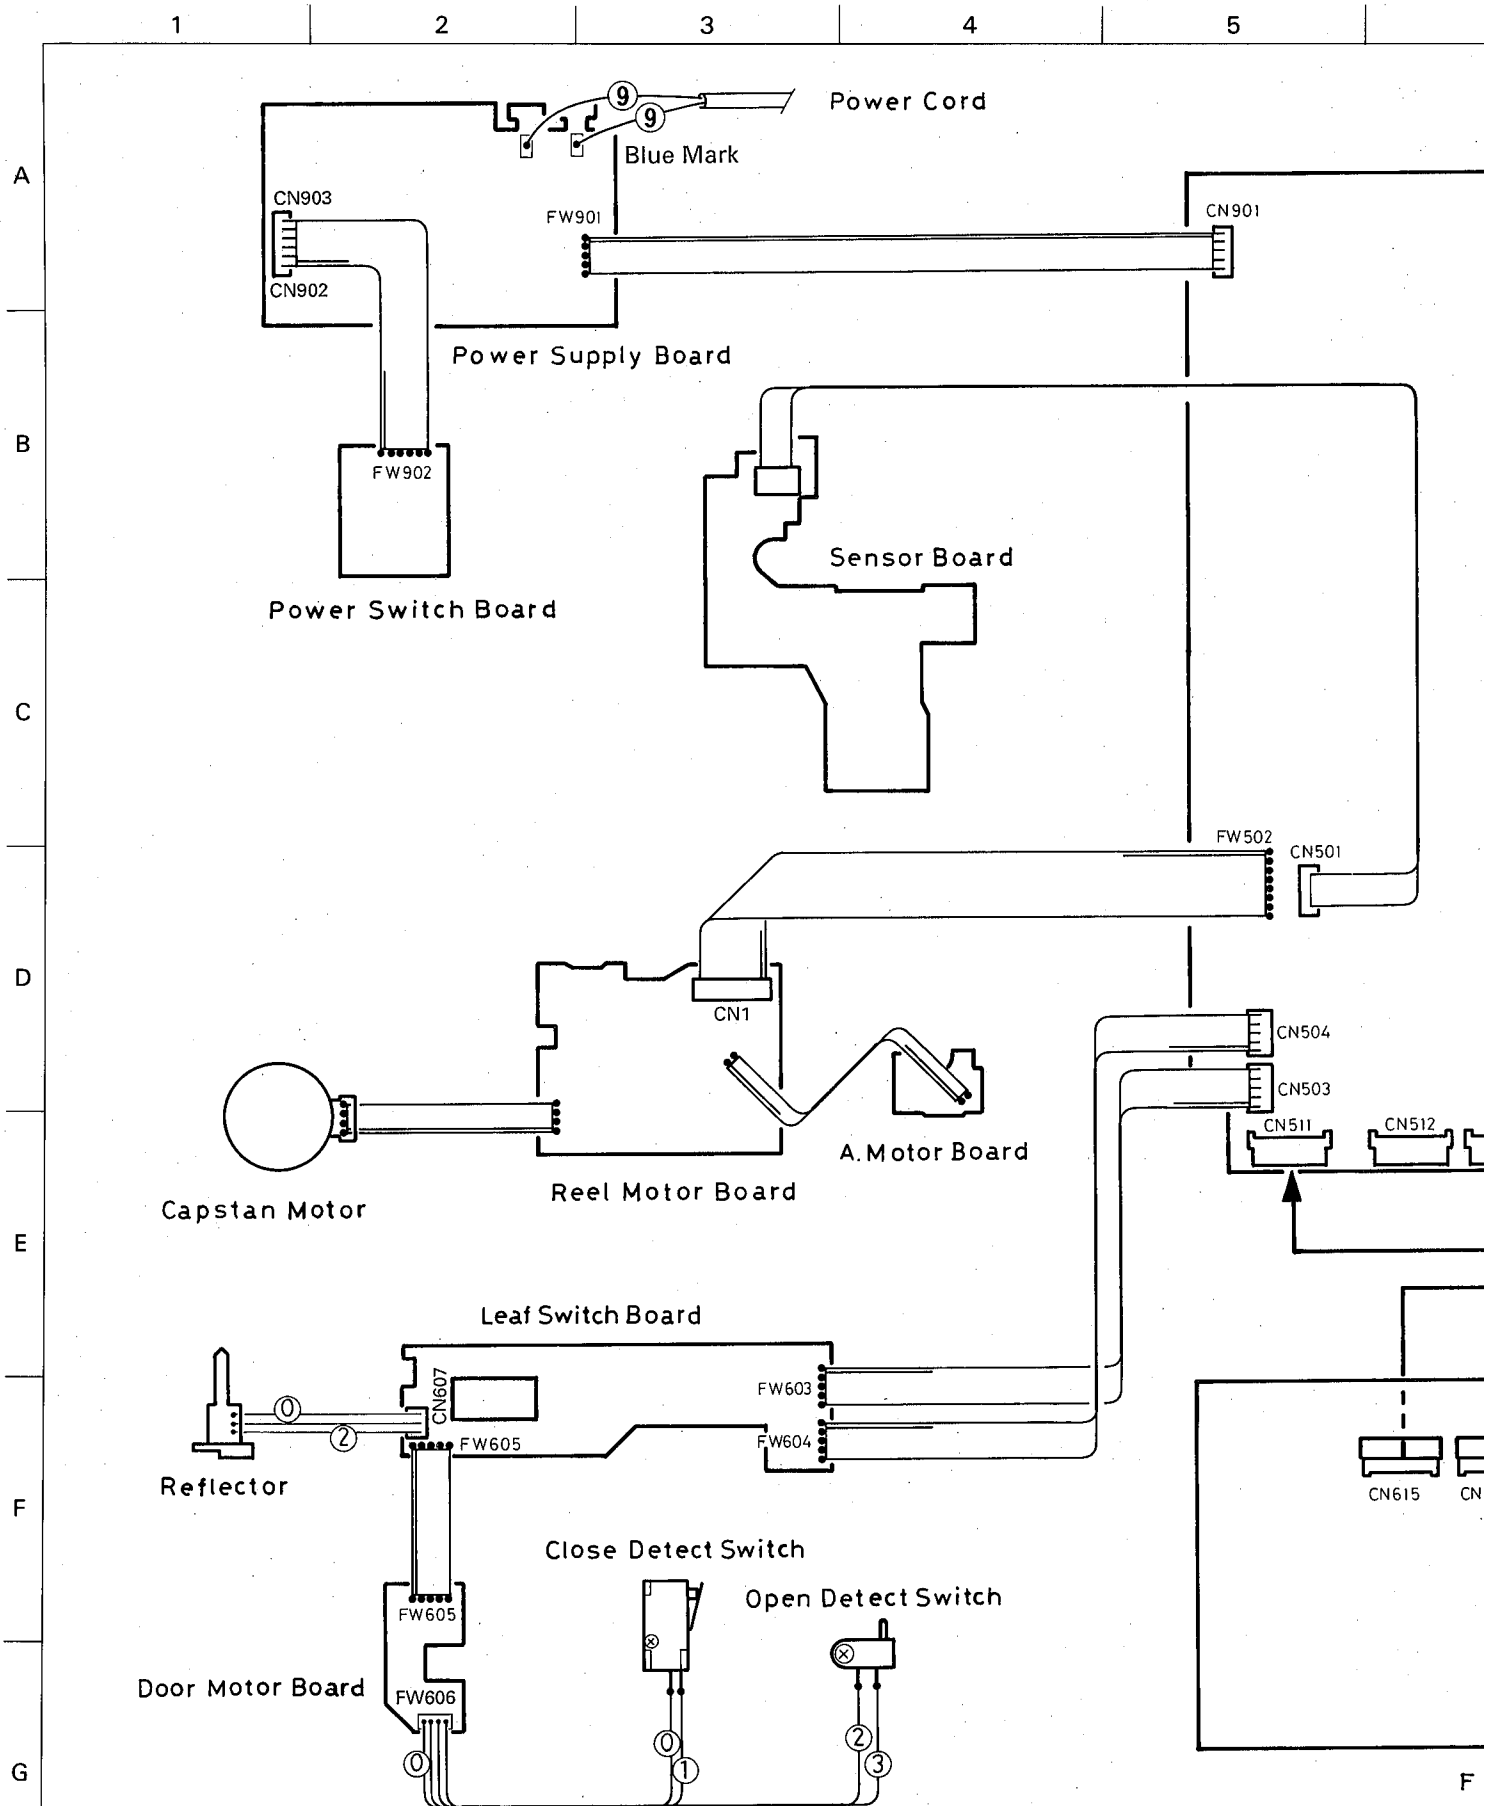 1 2 3 4 5
9 Power Cord
9
Blue Mark
A
CN903
FW901
CN901
CN902
Power Supply Board
B
FW902
Sensor Board
Power Switch Board
C
FW502
CN501
D
CN1
CN504
CN503
CN511
CN512
A.Motor Board
Reel Motor Board
Capstan Motor
E
Leaf Switch Board
CN607
FW603
0
2
FW605
FW604
Reflector
CN615
CN
F
Close Detect Switch
Open Detect Switch
FW605
Door Motor Board
FW606
0
0
1
2
3
G
F